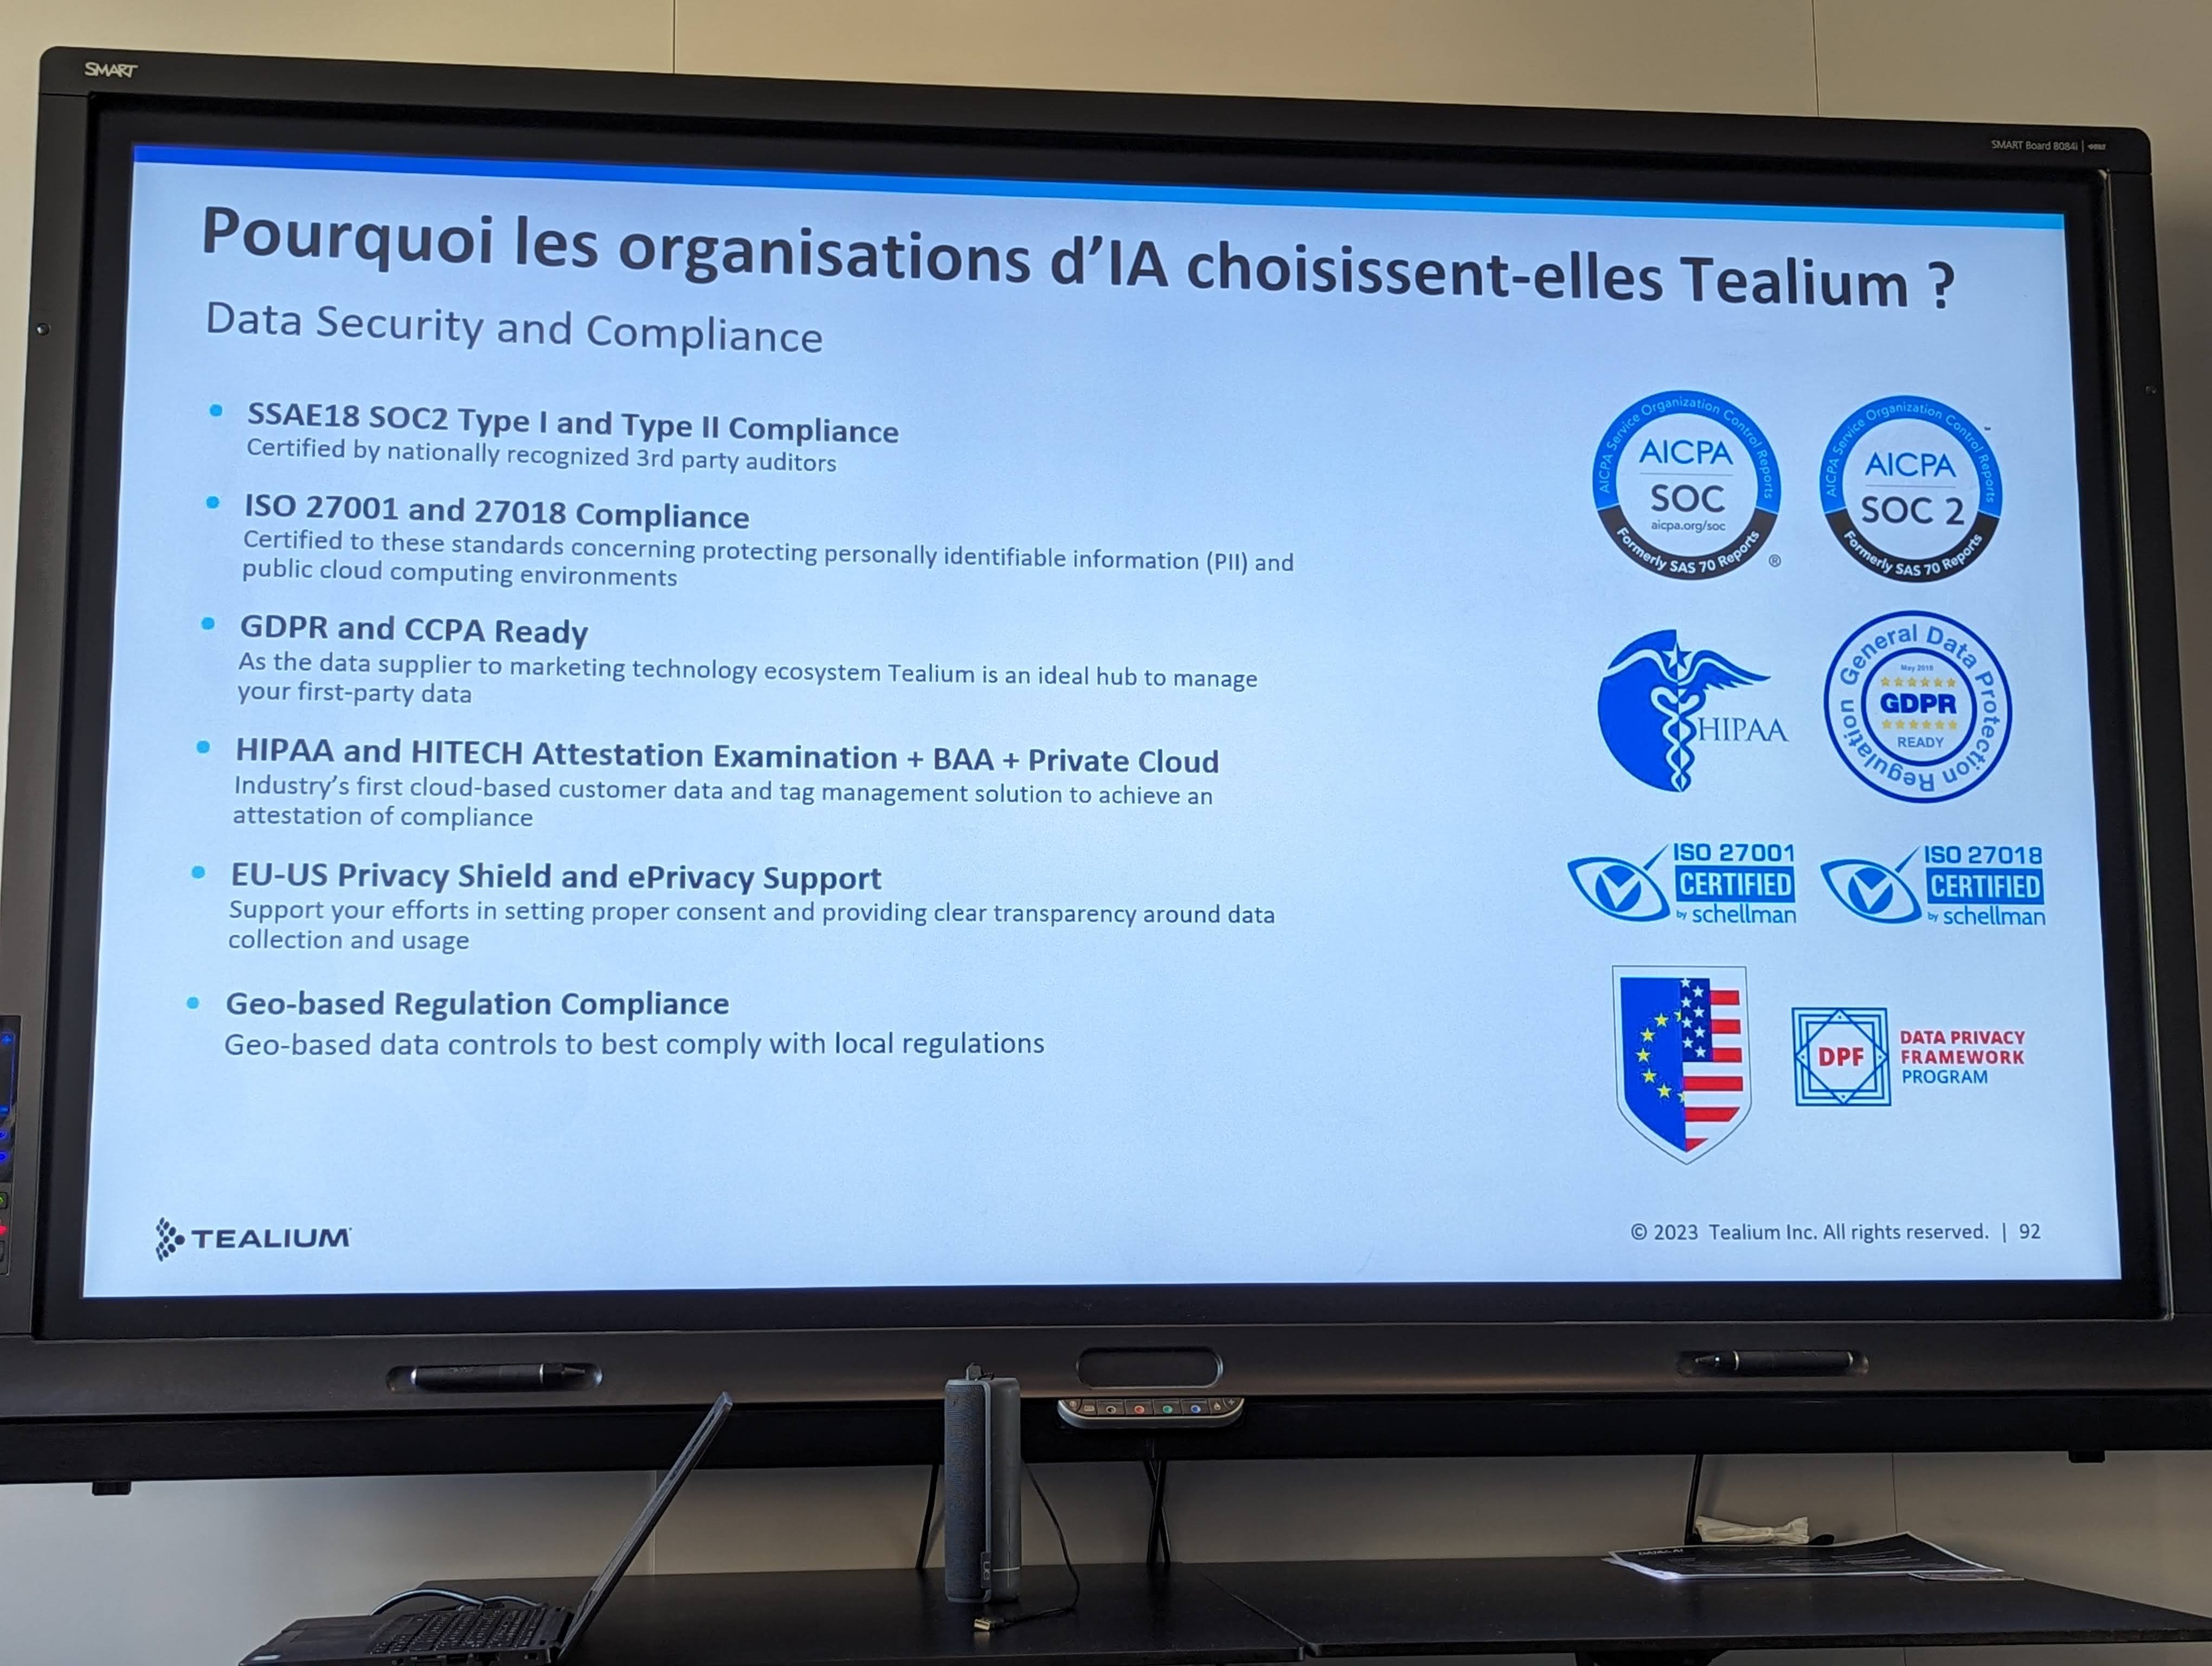 SMART
SMART Board 8084i
Pourquoi les organisations d'IA choisissent-elles Tealium ?
Data Security and Compliance
• SSAE18 SOC2 Type I and Type II Compliance
Certified by nationally recognized 3rd party auditors
• ISO 27001 and 27018 Compliance
Certified to these standards concerning protecting personally identifiable information (PII) and
public cloud computing environments
• GDPR and CCPA Ready
As the data supplier to marketing technology ecosystem Tealium is an ideal hub to manage
your first-party data
• HIPAA and HITECH Attestation Examination + BAA + Private Cloud
Industry's first cloud-based customer data and tag management solution to achieve an
attestation of compliance
• EU-US Privacy Shield and ePrivacy Support
Support your efforts in setting proper consent and providing clear transparency around data
collection and usage
• Geo-based Regulation Compliance
Geo-based data controls to best comply with local regulations
AICPA Service Organization Control Reports
AICPA
SOC
aicpa.org/soc
Formerly SAS 70 Reports
®
AICPA Service Organization Control Reports
AICPA
SOC 2
Formerly SAS 70 Reports
HIPAA
General Data Protection Regulation
May 2018
GDPR
READY
ISO 27001
CERTIFIED
by schellman
ISO 27018
CERTIFIED
by schellman
DPF
DATA PRIVACY
FRAMEWORK
PROGRAM
TEALIUM
© 2023 Tealium Inc. All rights reserved. | 92